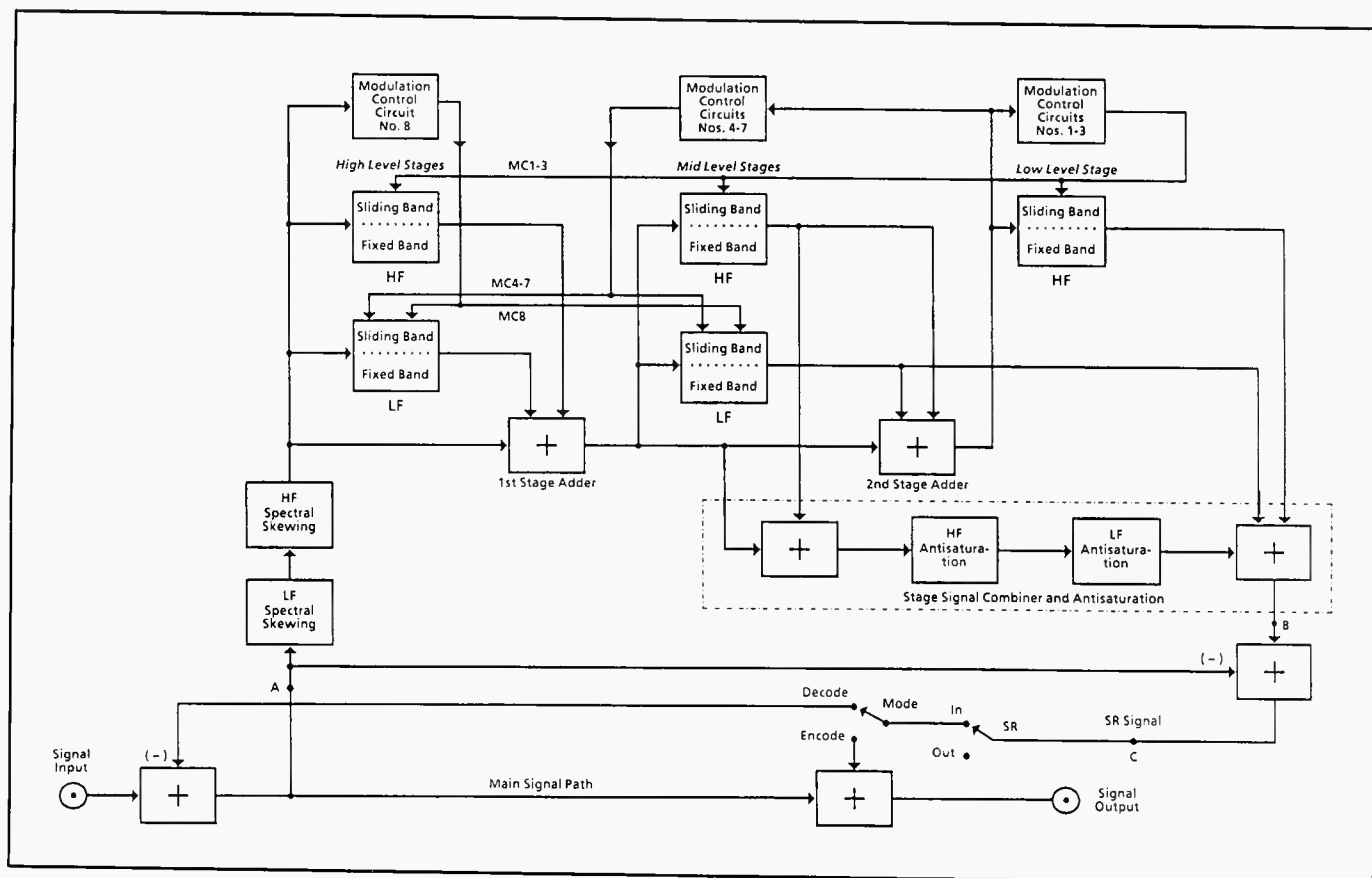 Modulation
Control
Circuit
No. 8
Modulation
Control
Circuits
Nos. 4-7
Modulation
Control
Circuits
Nos. 1-3
High Level Stages
MC1-3
Mid Level Stages
Low Level Stage
Sliding Band
Fixed Band
HF
Sliding Band
Fixed Band
HF
Sliding Band
Fixed Band
HF
MC4-7
MC8
Sliding Band
Fixed Band
LF
Sliding Band
Fixed Band
LF
+
1st Stage Adder
+
2nd Stage Adder
HF
Spectral
Skewing
LF
Spectral
Skewing
+
HF
Antisatura-
tion
LF
Antisatura-
tion
+
Stage Signal Combiner and Antisaturation
B
(-)
+
A
Decode
Mode
In
SR
SR Signal
Encode
Out
C
Signal
Input
(-)
+
Main Signal Path
+
Signal
Output